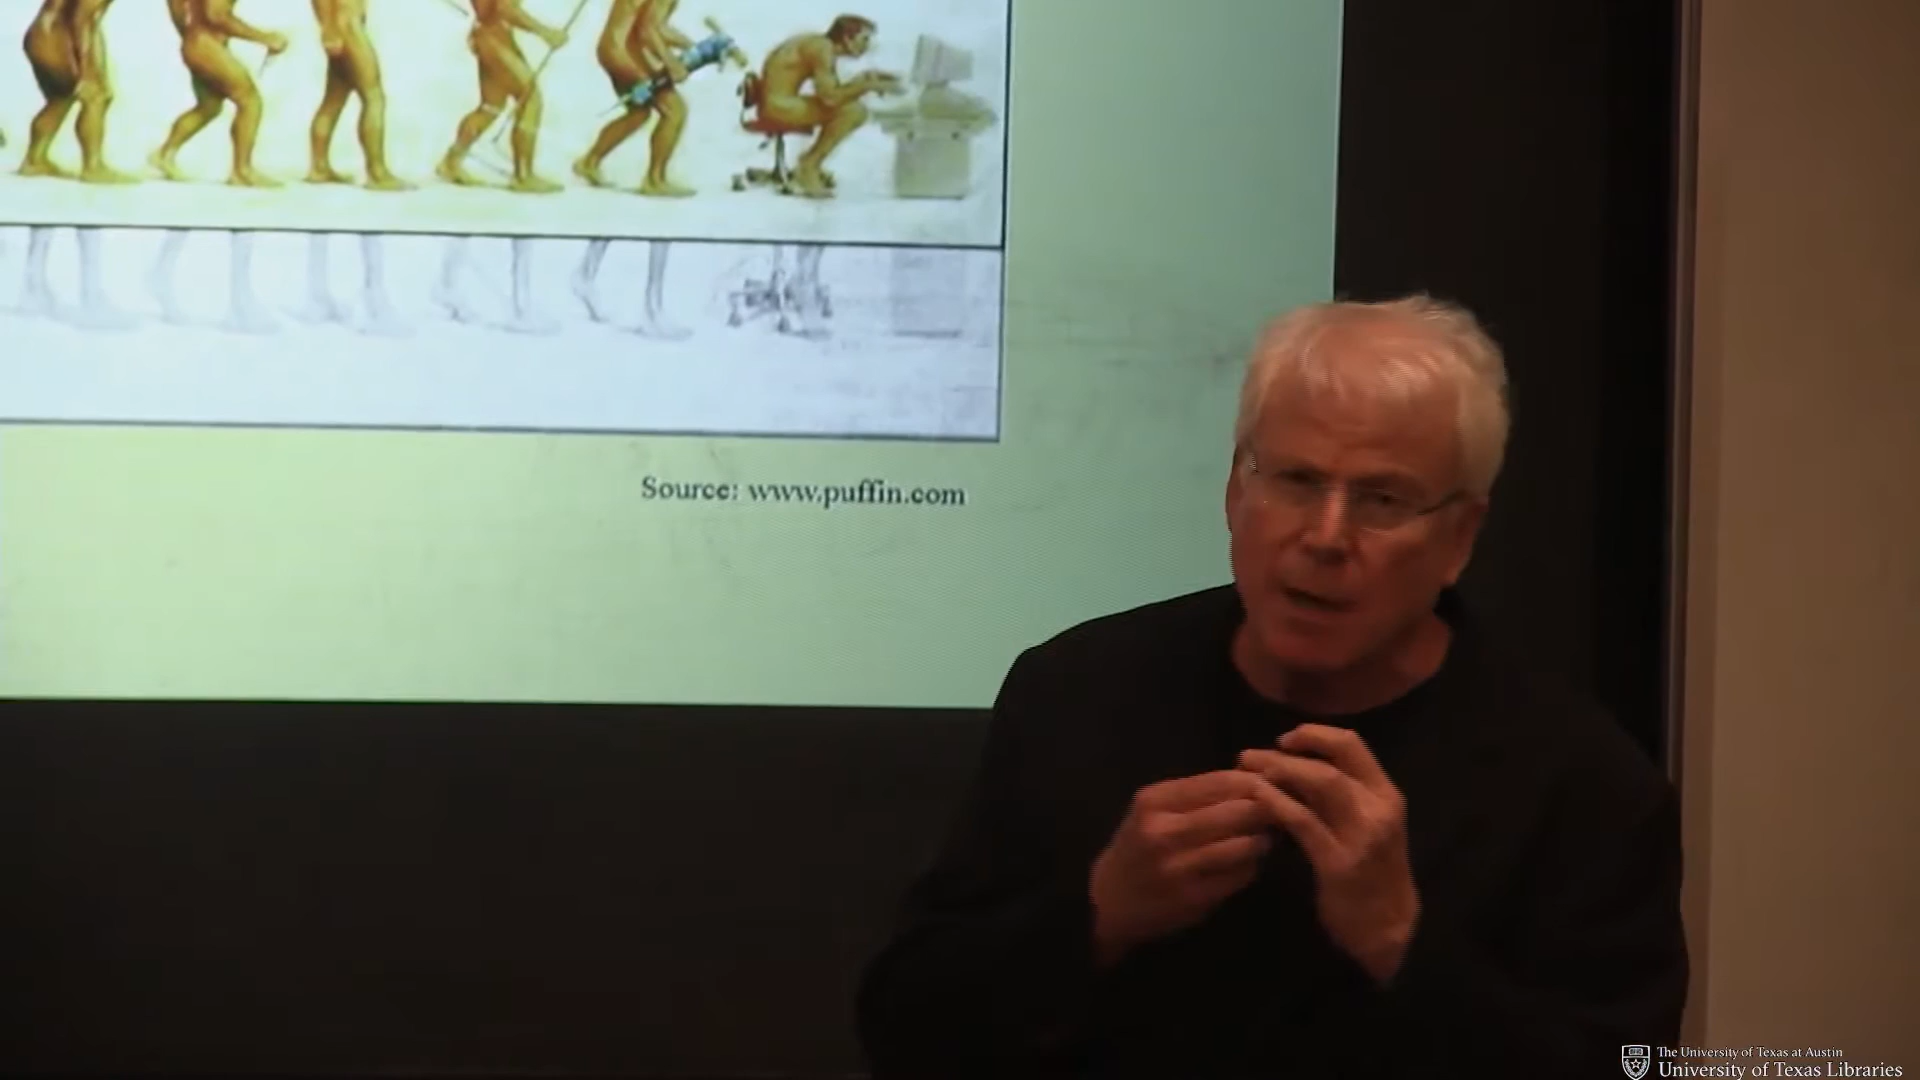 Source: www.puffin.com
The University of Texas at Austin
University of Texas Libraries